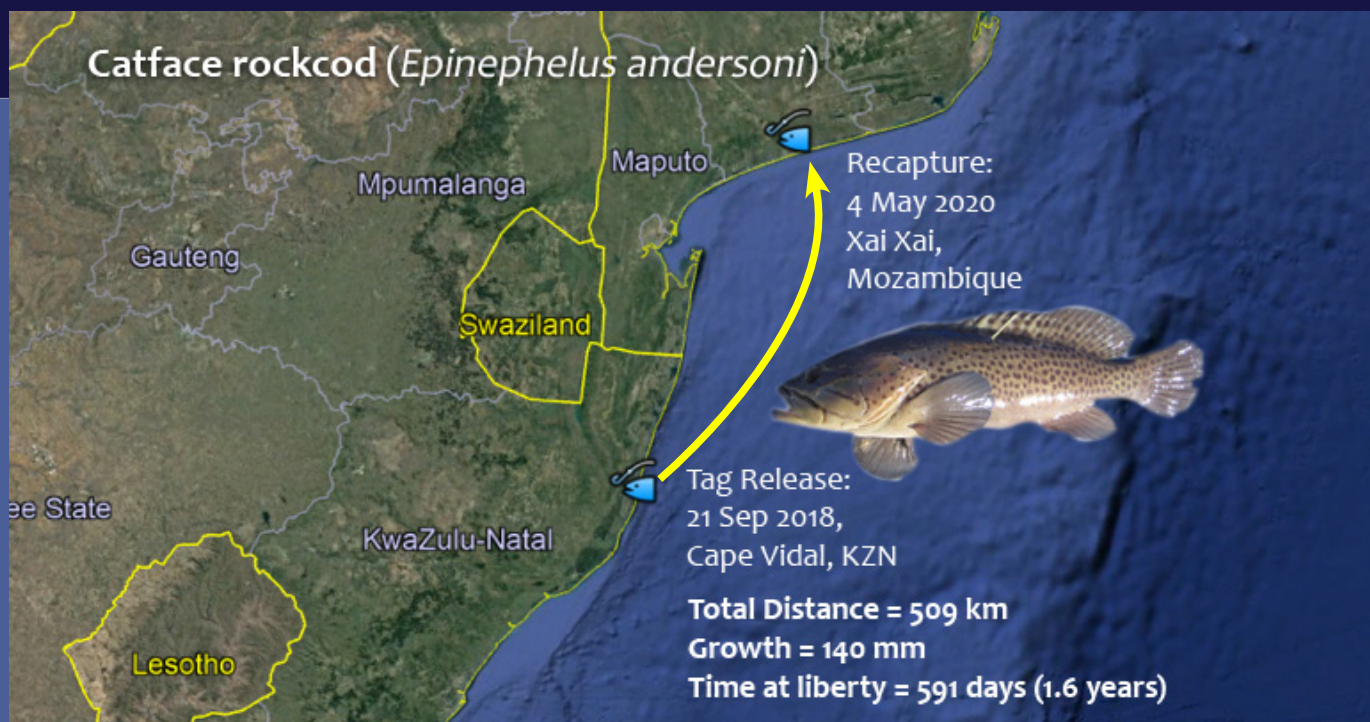 Catface rockcod (Epinephelus andersoni)
Maputo
Mpumalanga
Recapture:
4 May 2020
Xai Xai,
Mozambique
Gauteng
Swaziland
Tag Release:
21 Sep 2018,
Cape Vidal, KZN
ee State
KwaZulu-Natal
Total Distance = 509 km
Growth = 140 mm
Time at liberty = 591 days (1.6 years)
Lesotho